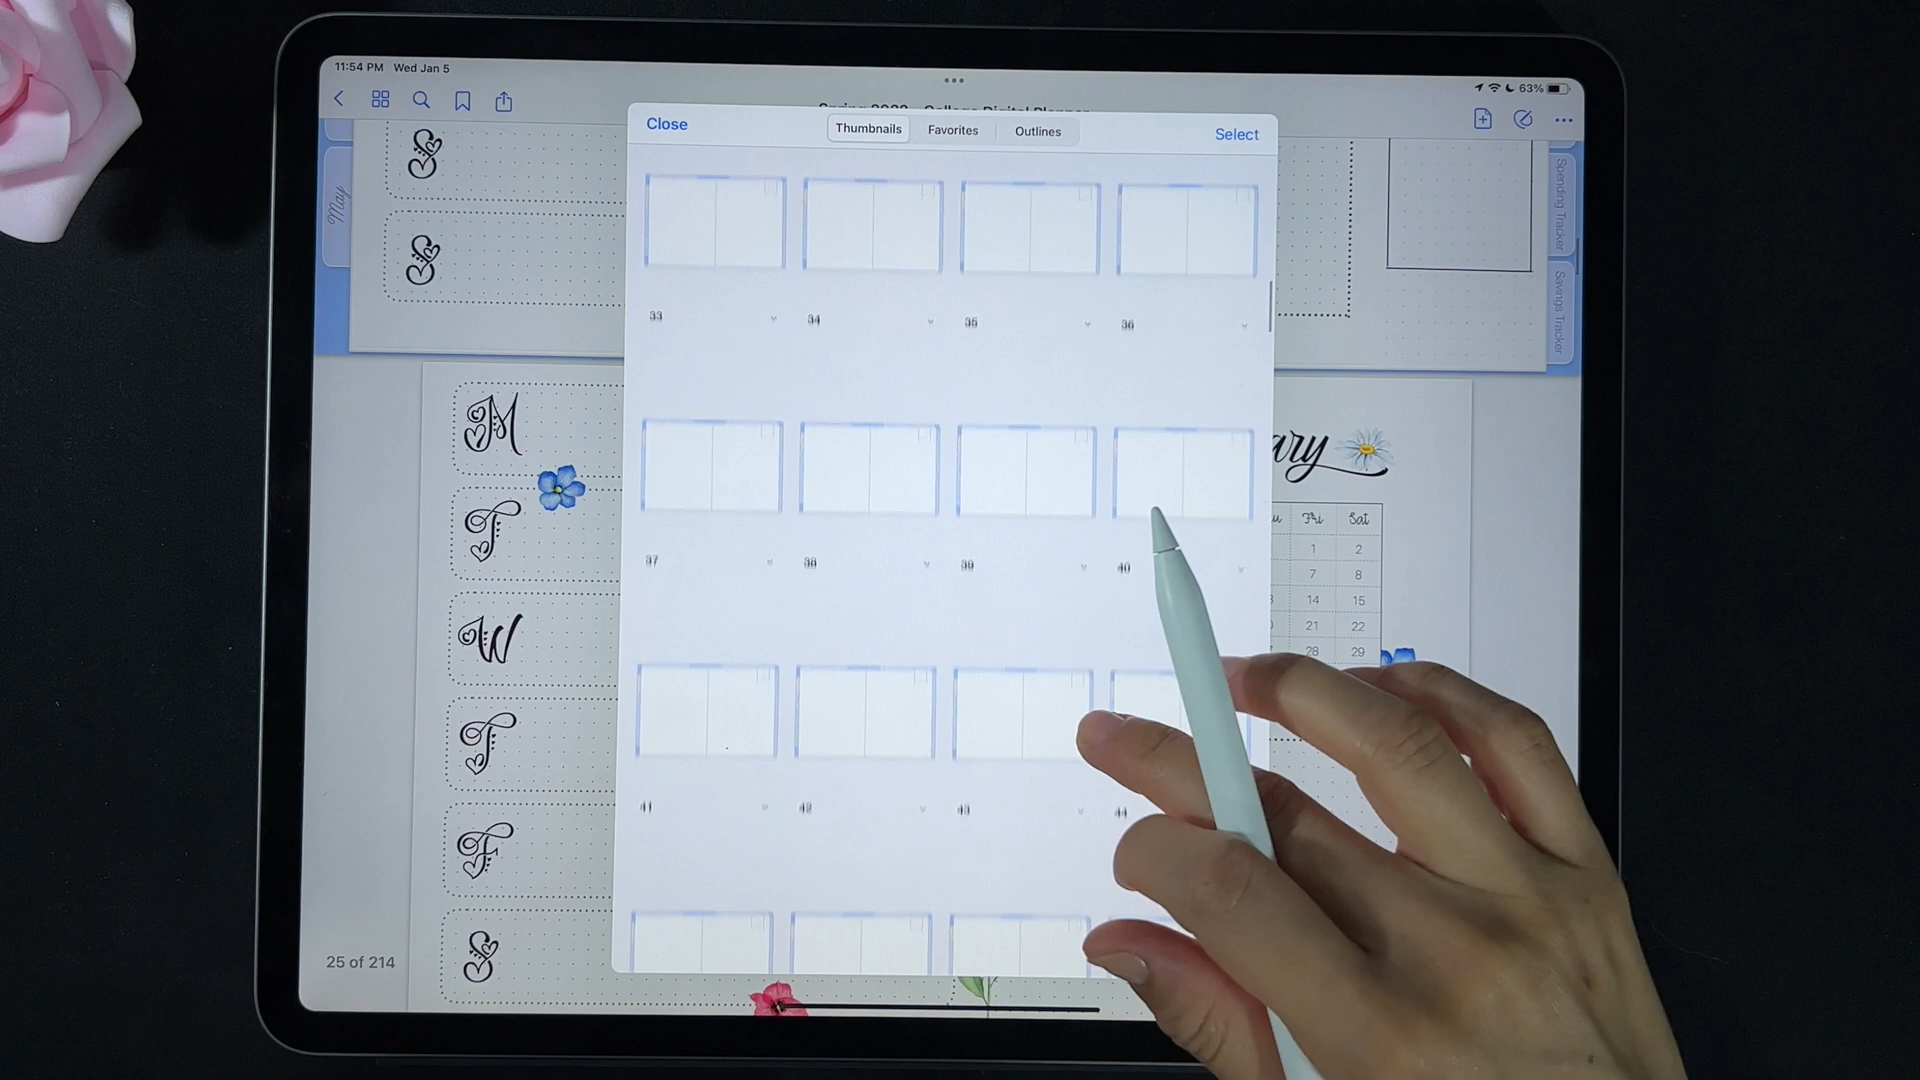 11:54 PM Wed Jan 5
63%
Close
Thumbnails
Favorites
Outlines
Select
May
Spending Tracker
Savings Tracker
33
34
35
36
37
38
39
40
41
42
43
44
S
S
M
T
W
T
F
S
ary
Fri
Sat
1
2
7
8
14
15
21
22
28
29
25 of 214